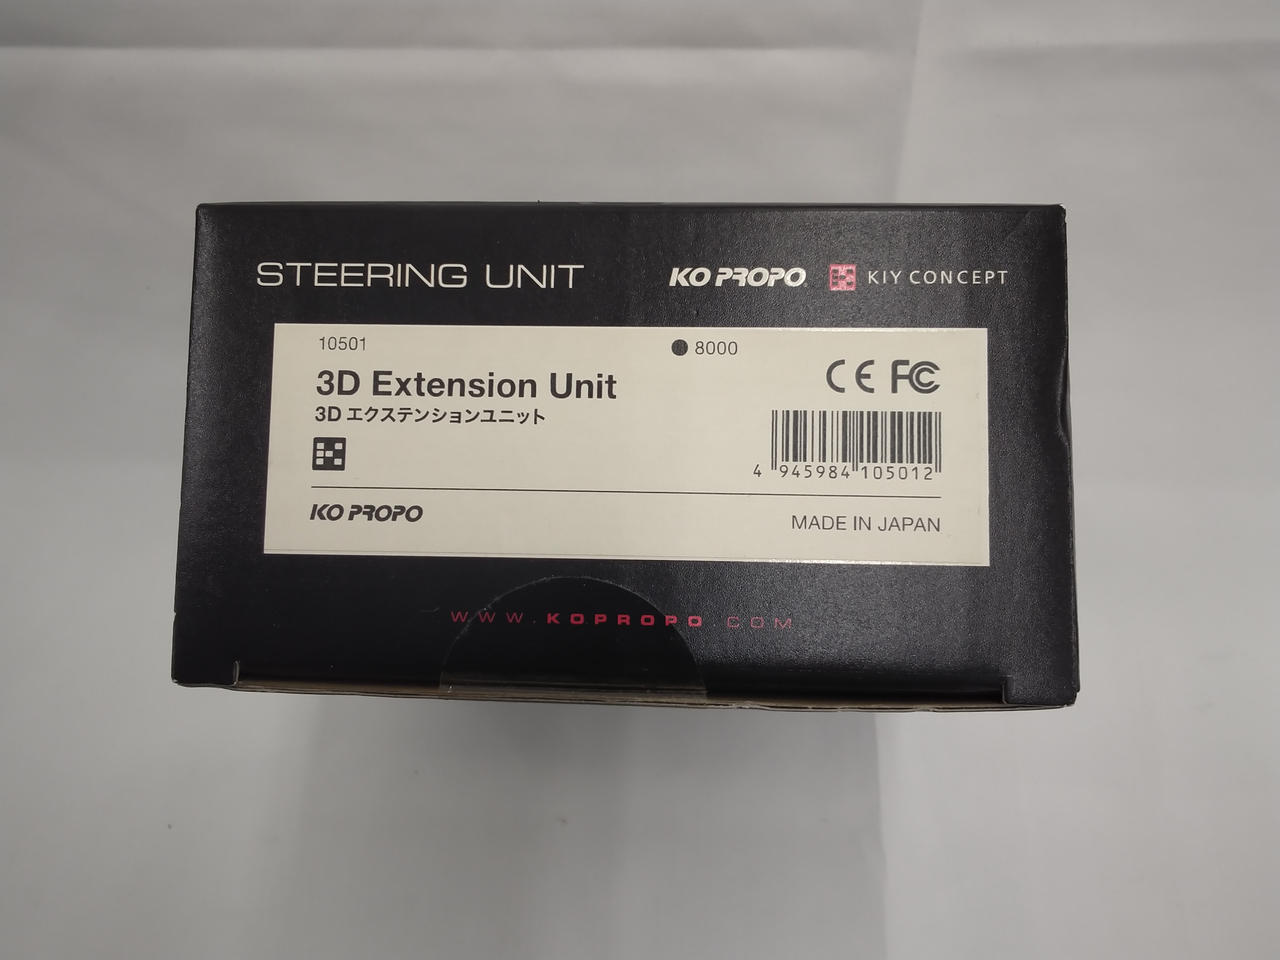 STEERING UNIT
KO PROPO KIY CONCEPT
10501
● 8000
3D Extension Unit
3D エクステンションユニット
CE FC
4 945984 105012
KO PROPO
MADE IN JAPAN
WWW.KOPROPO.COM